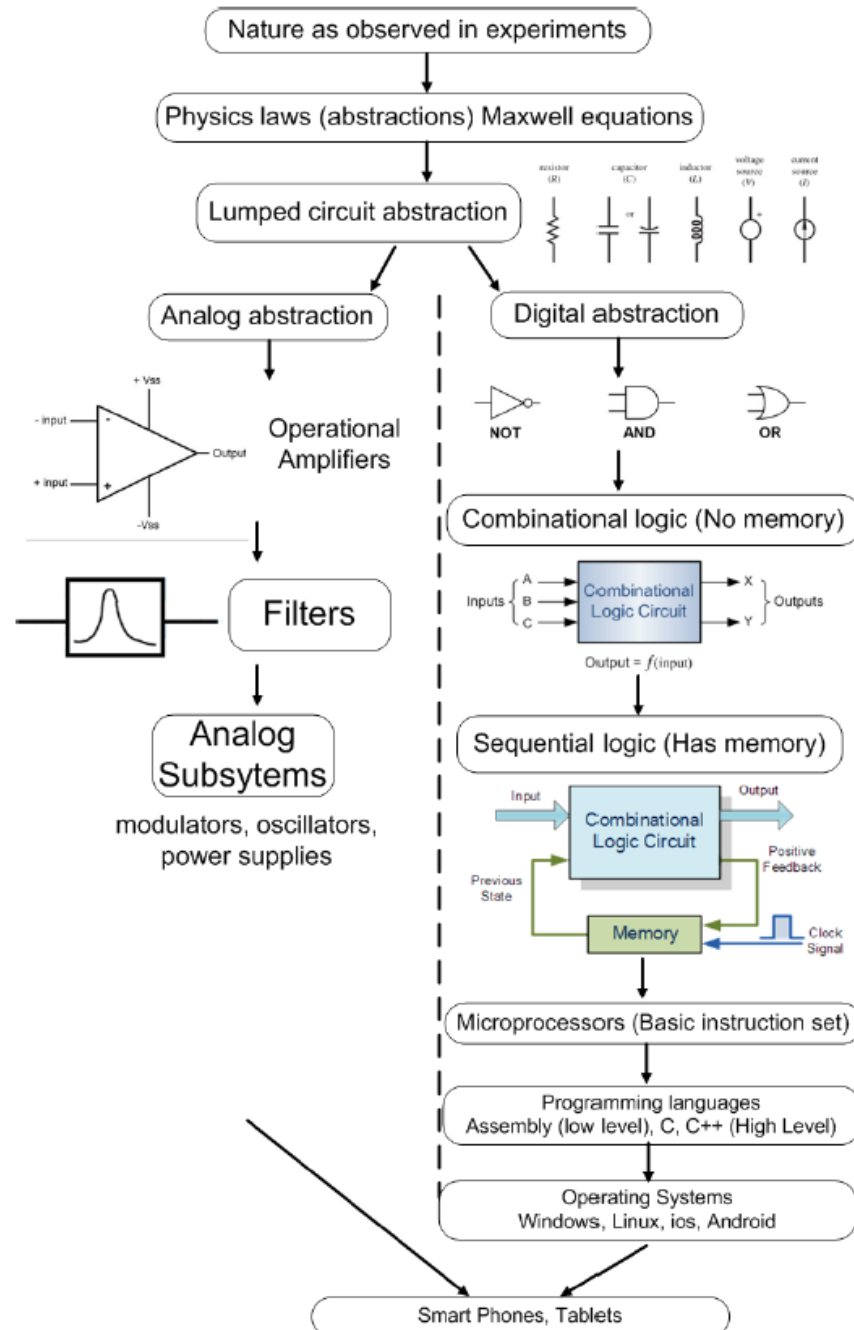 Nature as observed in experiments
Physics laws (abstractions) Maxwell equations
Lumped circuit abstraction
resistor
(R)
capacitor
(C)
or
inductor
(L)
voltage
source
(V)
+
current
source
(I)
Analog abstraction
+ Vss
- input
-
+ input
+
Output
-Vss
Operational
Amplifiers
Filters
Analog
Subsytems
modulators, oscillators,
power supplies
Digital abstraction
NOT
AND
OR
Combinational logic (No memory)
Inputs
A
B
C
Combinational
Logic Circuit
X
Y
Outputs
Output = f(input)
Sequential logic (Has memory)
Input
Combinational
Logic Circuit
Output
Previous
State
Positive
Feedback
Memory
Clock
Signal
Microprocessors (Basic instruction set)
Programming languages
Assembly (low level), C, C++ (High Level)
Operating Systems
Windows, Linux, ios, Android
Smart Phones, Tablets